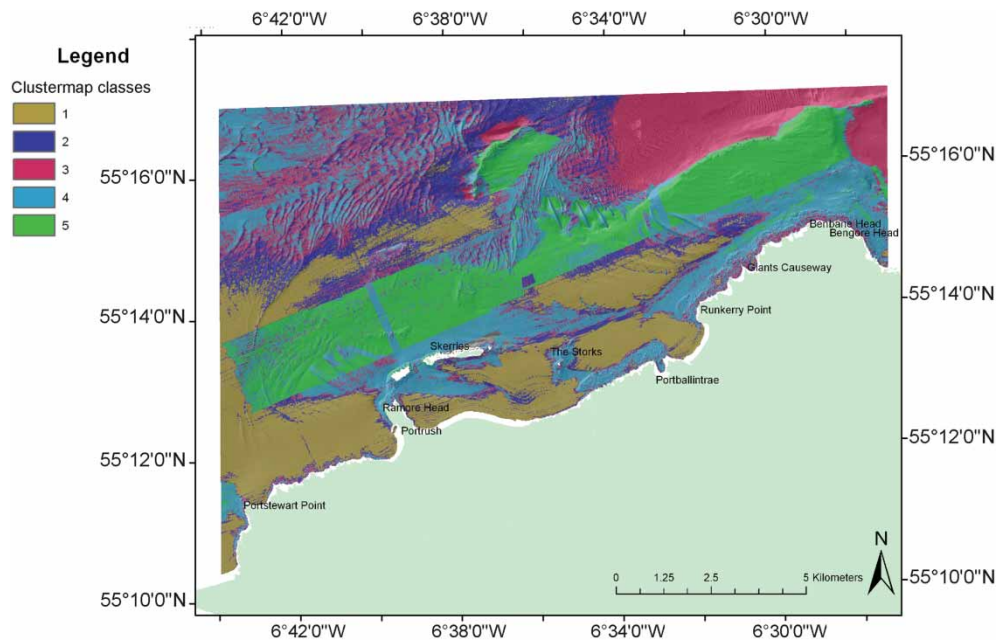 6°42'0"W 6°38'0"W 6°34'0"W 6°30'0"W
Legend
Clustermap classes
1
2
3
4
5
55°16'0"N
55°16'0"N
Benbane Head
Bengore Head
Giants Causeway
55°14'0"N
Runkerry Point
55°14'0"N
Skerries
The Storks
Portballintrae
Ramore Head
Portrush
55°12'0"N
55°12'0"N
Portstewart Point
N
0 1.25 2.5 5 Kilometers
55°10'0"N
55°10'0"N
6°42'0"W 6°38'0"W 6°34'0"W 6°30'0"W